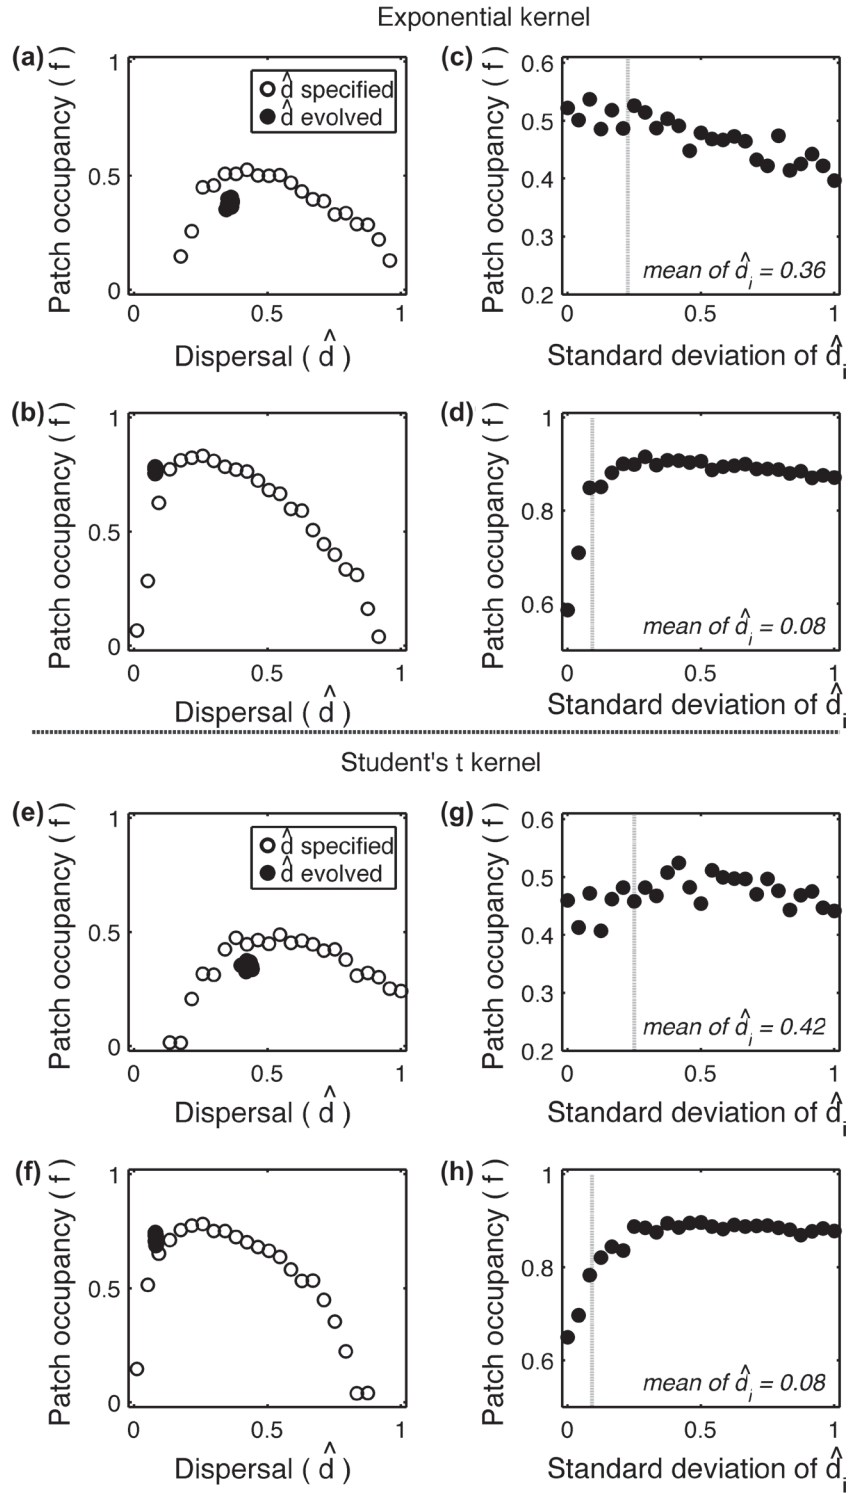 Exponential kernel
(a)
Patch occupancy ( f )
1
0.5
0
d̂ specified
d̂ evolved
0 0.5 1
Dispersal ( d̂ )
(c)
Patch occupancy ( f )
0.6
0.5
0.4
0.3
0.2
mean of d̂i = 0.36
0 0.5 1
Standard deviation of d̂i
(b)
Patch occupancy ( f )
1
0.5
0
0 0.5 1
Dispersal ( d̂ )
(d)
Patch occupancy ( f )
1
0.8
0.6
mean of d̂i = 0.08
0 0.5 1
Standard deviation of d̂i
Student's t kernel
(e)
Patch occupancy ( f )
1
0.5
0
d̂ specified
d̂ evolved
0 0.5 1
Dispersal ( d̂ )
(g)
Patch occupancy ( f )
0.6
0.5
0.4
0.3
0.2
mean of d̂i = 0.42
0 0.5 1
Standard deviation of d̂i
(f)
Patch occupancy ( f )
1
0.5
0
0 0.5 1
Dispersal ( d̂ )
(h)
Patch occupancy ( f )
1
0.8
0.6
mean of d̂i = 0.08
0 0.5 1
Standard deviation of d̂i